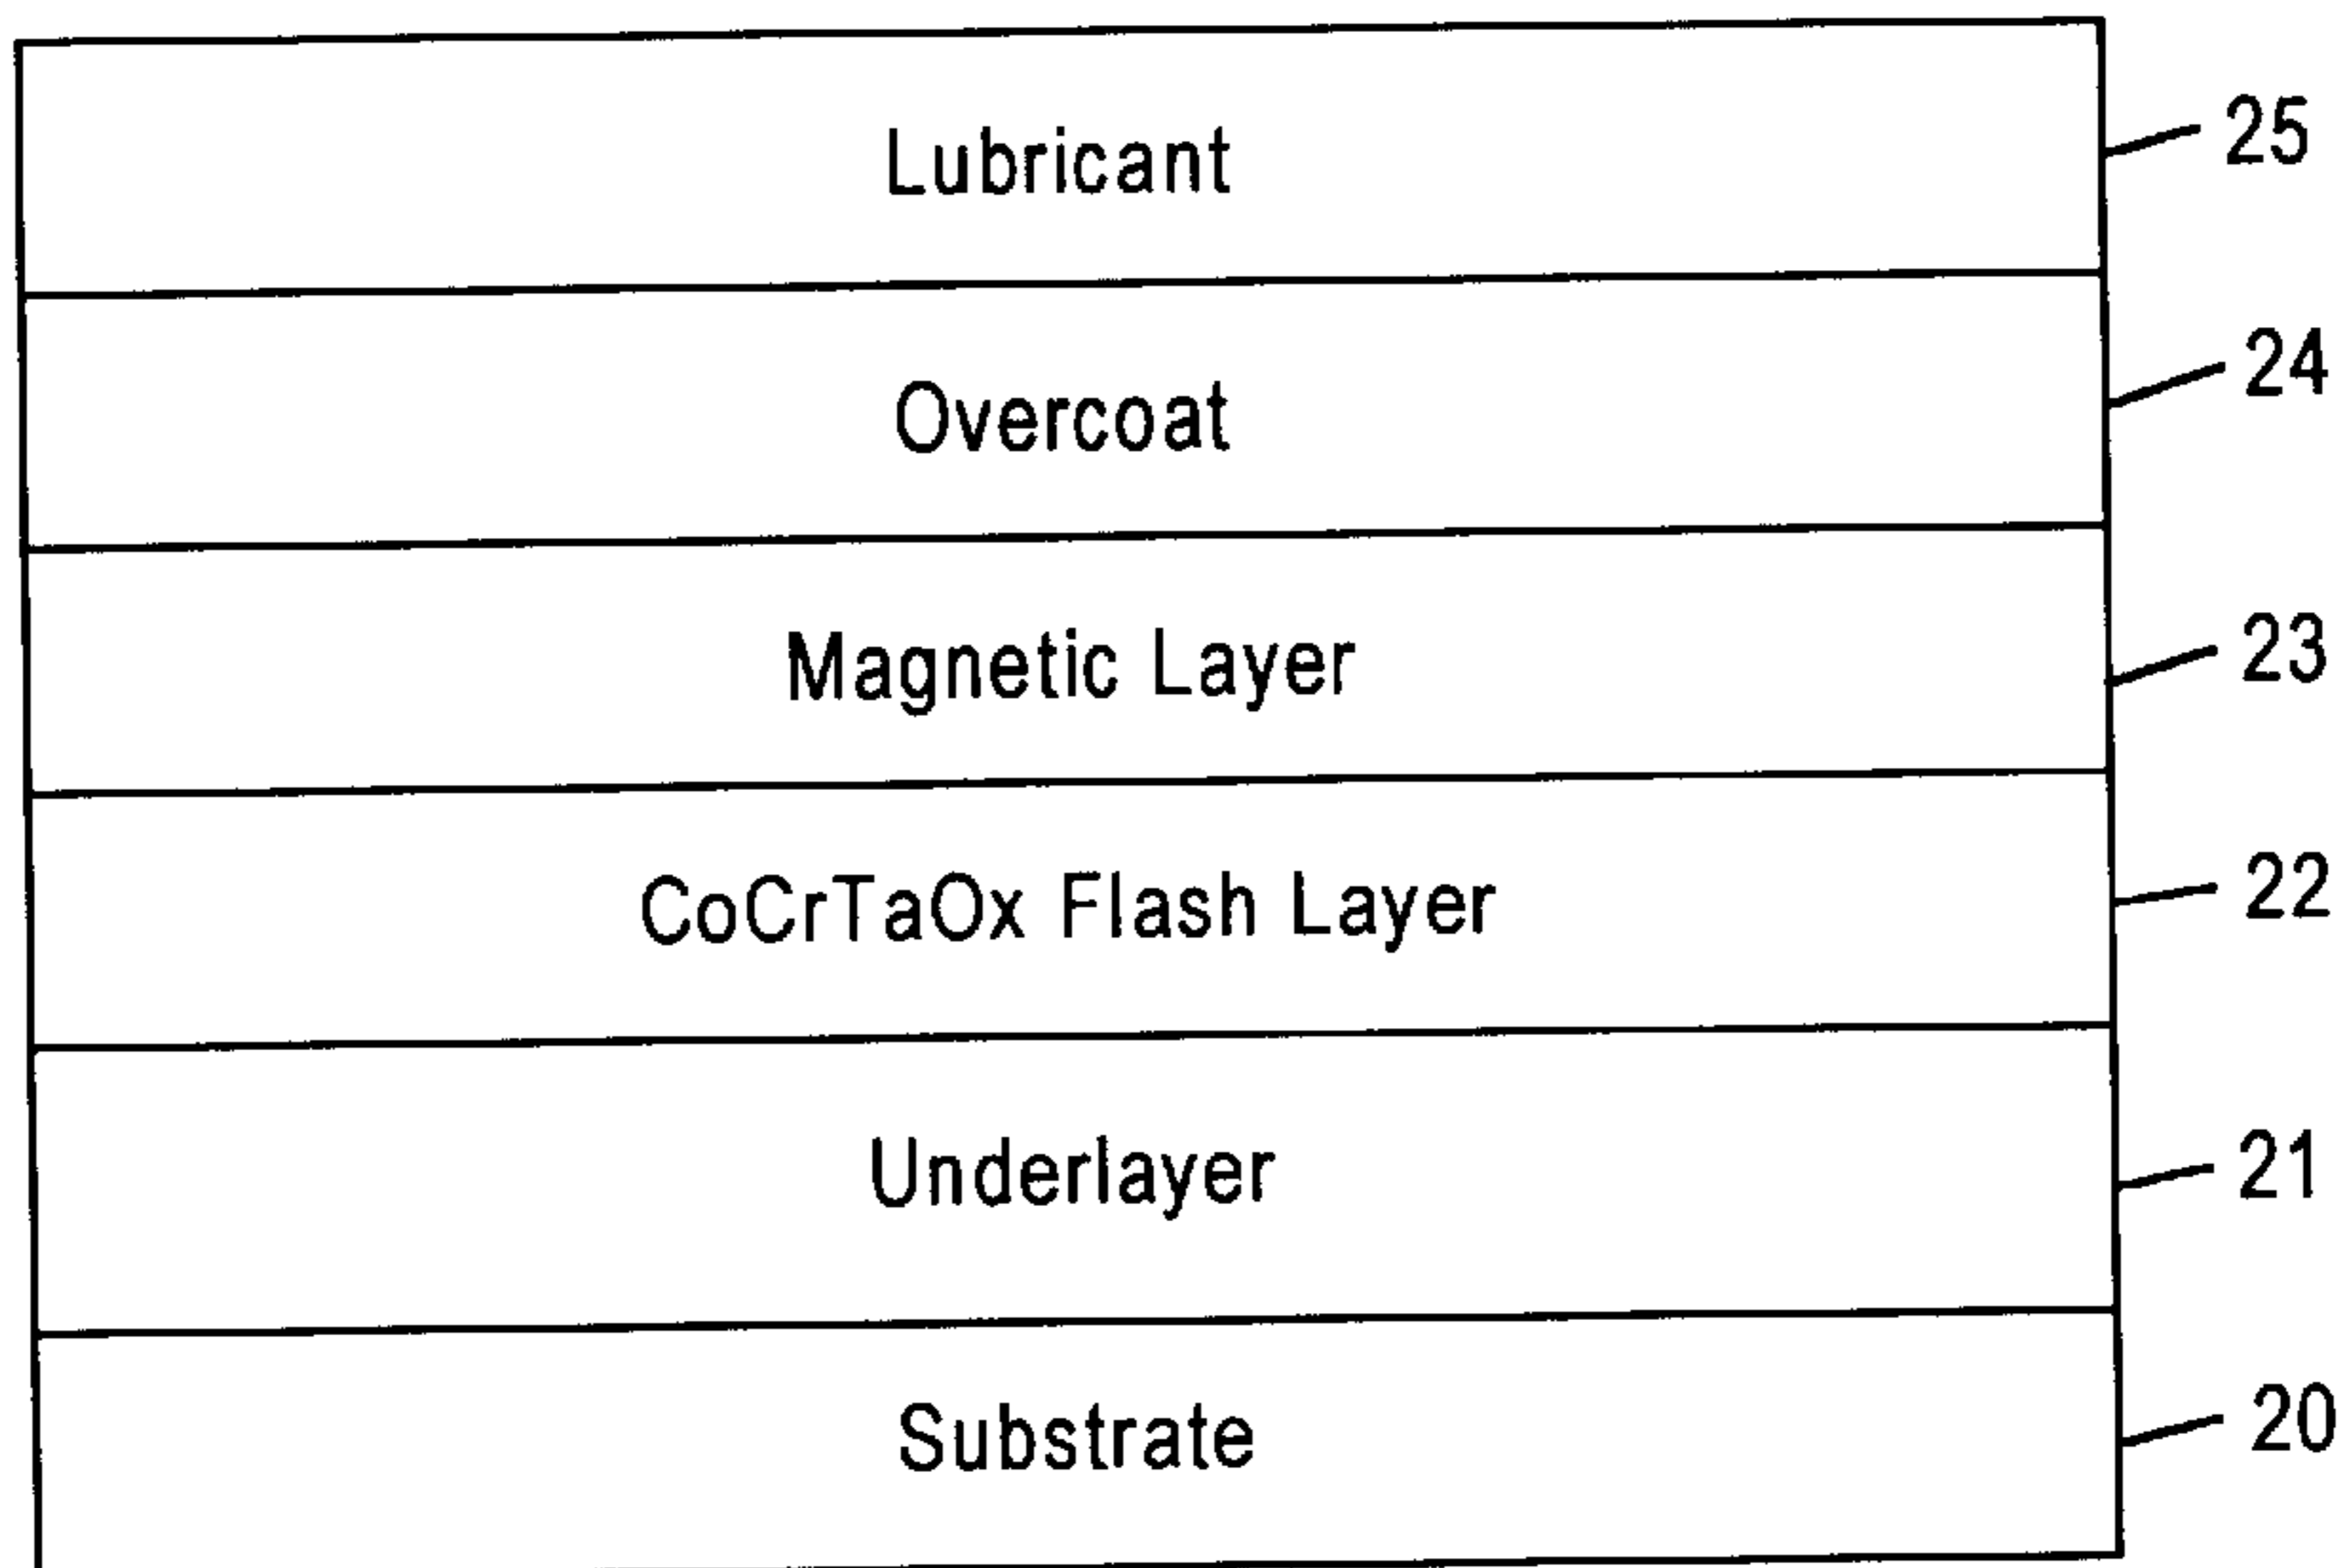 Lubricant 25
Overcoat 24
Magnetic Layer 23
CoCrTaOx Flash Layer 22
Underlayer 21
Substrate 20